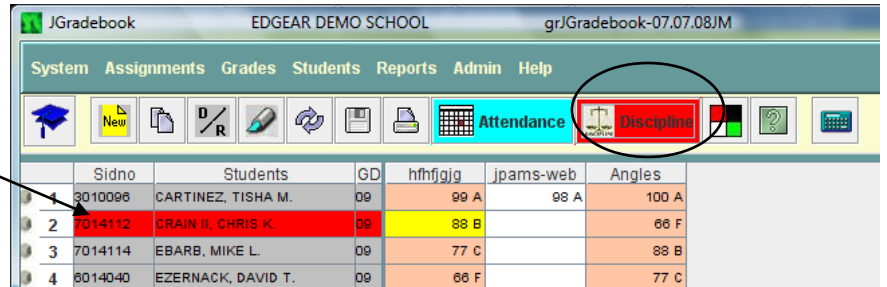 JGradebook EDGEAR DEMO SCHOOL grJGradebook-07.07.08JM
System Assignments Grades Students Reports Admin Help
New D/R Attendance DISCIPLINE Discipline ?
Sidno Students GD hfhfjgjg jpams-web Angles
1 3010096 CARTINEZ, TISHA M. 09 99 A 98 A 100 A
2 7014112 CRAIN II, CHRIS K. 09 88 B 66 F
3 7014114 EBARB, MIKE L. 09 77 C 88 B
4 6014040 EZERNACK, DAVID T. 09 66 F 77 C